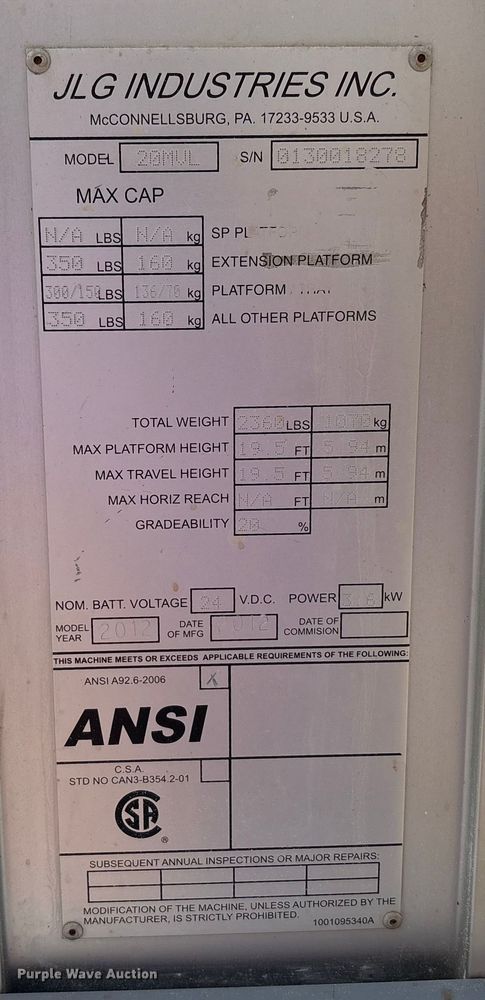 JLG INDUSTRIES INC.
McCONNELLSBURG, PA. 17233-9533 U.S.A.
MODEL 20MVL S/N 0130018278
MAX CAP
N/A LBS N/A kg SP
350 LBS 160 kg EXTENSION PLATFORM
300/150 LBS 136/70 kg PLATFORM
350 LBS 160 kg ALL OTHER PLATFORMS
TOTAL WEIGHT 2360 LBS 1070 kg
MAX PLATFORM HEIGHT 19.5 FT 5.94 m
MAX TRAVEL HEIGHT 19.5 FT 5.94 m
MAX HORIZ REACH N/A FT N/A m
GRADEABILITY 20 %
NOM. BATT. VOLTAGE 24 V.D.C. POWER 3.6 kW
MODEL YEAR 2012 DATE OF MFG 2012 DATE OF COMMISION
THIS MACHINE MEETS OR EXCEEDS APPLICABLE REQUIREMENTS OF THE FOLLOWING:
ANSI A92.6-2006 X
ANSI
C.S.A.
STD NO CAN3-B354.2-01
SA
®
SUBSEQUENT ANNUAL INSPECTIONS OR MAJOR REPAIRS:
MODIFICATION OF THE MACHINE, UNLESS AUTHORIZED BY THE
MANUFACTURER, IS STRICTLY PROHIBITED. 1001095340A
Purple Wave Auction